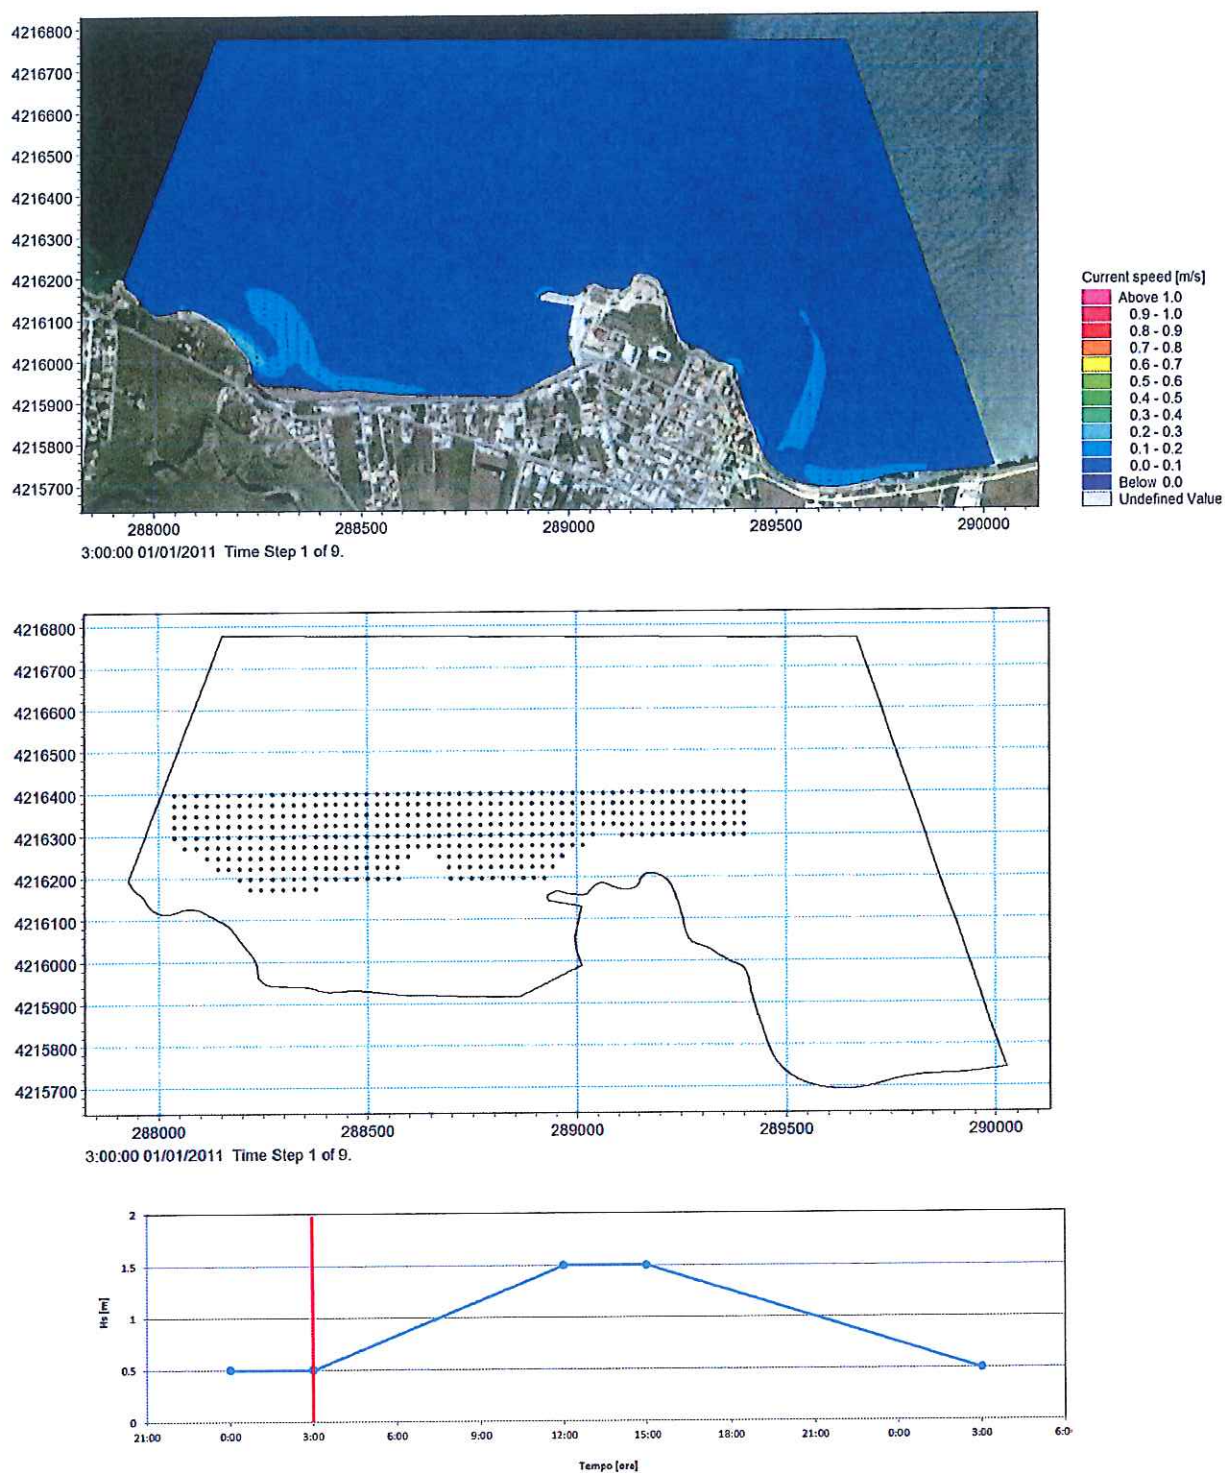 4216800
4216700
4216600
4216500
4216400
4216300
4216200
4216100
4216000
4215900
4215800
4215700
288000 288500 289000 289500 290000
3:00:00 01/01/2011 Time Step 1 of 9.
Current speed [m/s]
Above 1.0
0.9 - 1.0
0.8 - 0.9
0.7 - 0.8
0.6 - 0.7
0.5 - 0.6
0.4 - 0.5
0.3 - 0.4
0.2 - 0.3
0.1 - 0.2
0.0 - 0.1
Below 0.0
Undefined Value
4216800
4216700
4216600
4216500
4216400
4216300
4216200
4216100
4216000
4215900
4215800
4215700
288000 288500 289000 289500 290000
3:00:00 01/01/2011 Time Step 1 of 9.
Hs [m]
2
1.5
1
0.5
0
21:00 0:00 3:00 6:00 9:00 12:00 15:00 18:00 21:00 0:00 3:00 6:0
Tempo [ore]